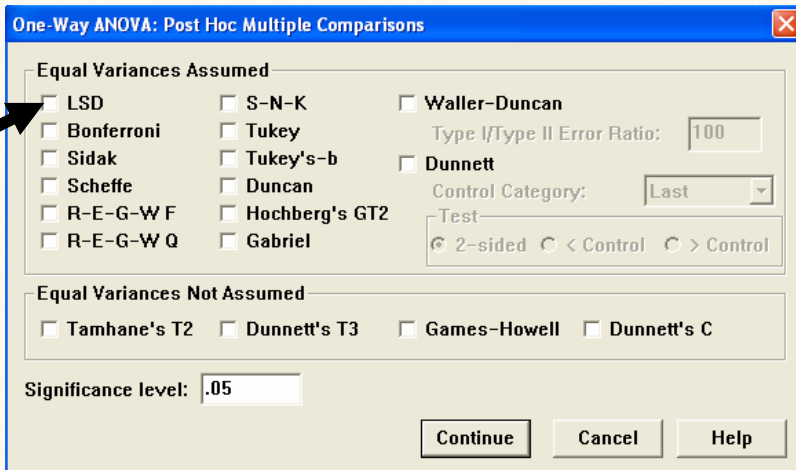 One-Way ANOVA: Post Hoc Multiple Comparisons
Equal Variances Assumed
LSD
Bonferroni
Sidak
Scheffe
R-E-G-W F
R-E-G-W Q
S-N-K
Tukey
Tukey's-b
Duncan
Hochberg's GT2
Gabriel
Waller-Duncan
Type I/Type II Error Ratio: 100
Dunnett
Control Category: Last
Test
2-sided < Control > Control
Equal Variances Not Assumed
Tamhane's T2 Dunnett's T3 Games-Howell Dunnett's C
Significance level: .05
Continue Cancel Help